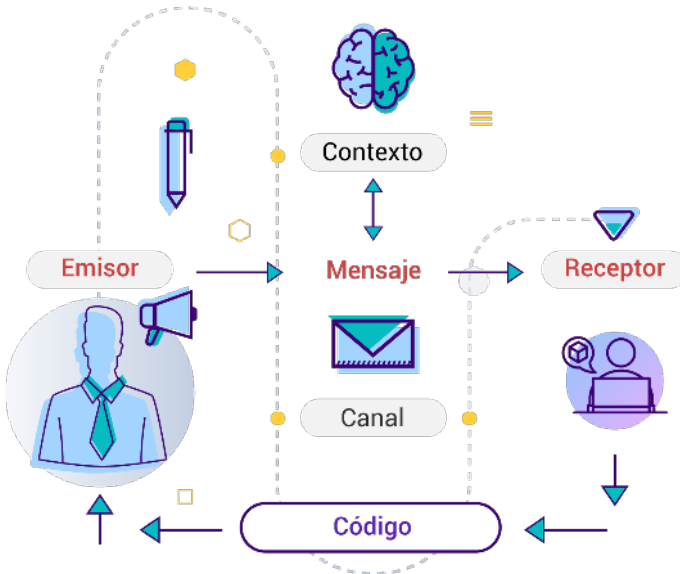 Contexto
Emisor
Mensaje
Receptor
Canal
Código